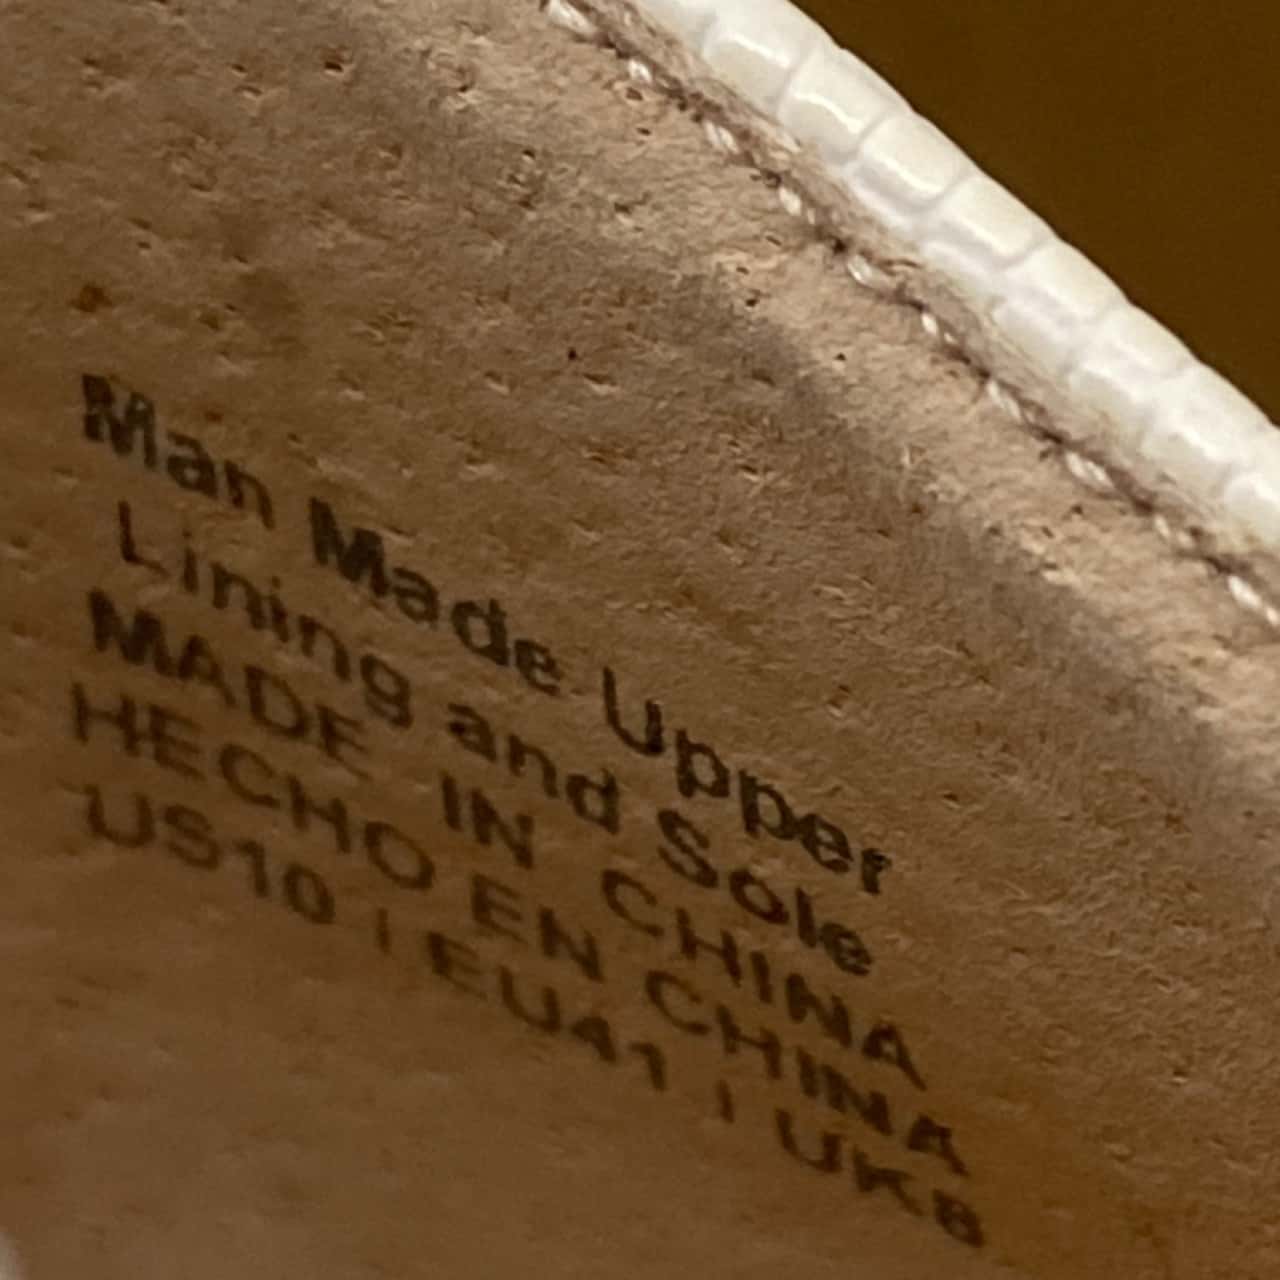 Man Made Upper
Lining and Sole
MADE IN CHINA
HECHO EN CHINA
US10 | EU41 | UK8